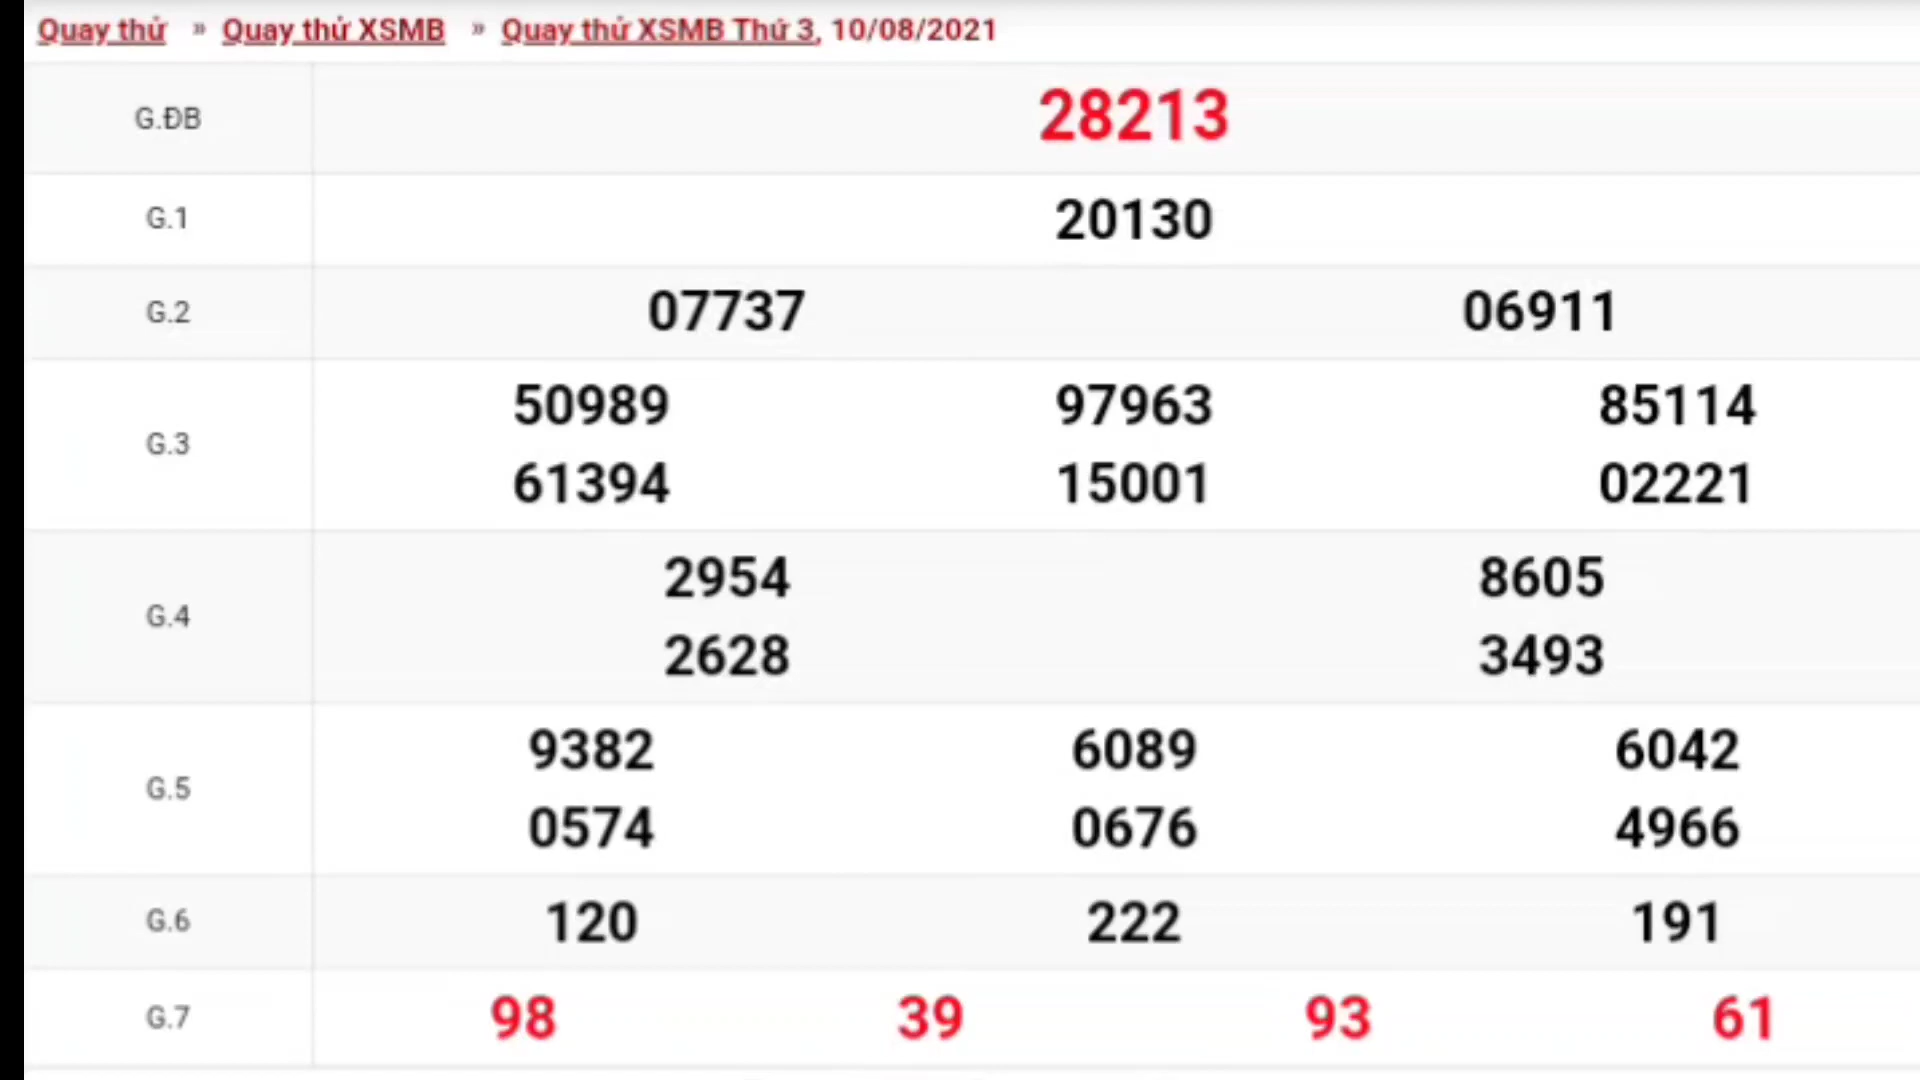 Quay thử » Quay thử XSMB » Quay thử XSMB Thứ 3, 10/08/2021
G.ĐB 28213
G.1 20130
G.2 07737 06911
G.3 50989 97963 85114
61394 15001 02221
G.4 2954 8605
2628 3493
G.5 9382 6089 6042
0574 0676 4966
G.6 120 222 191
G.7 98 39 93 61